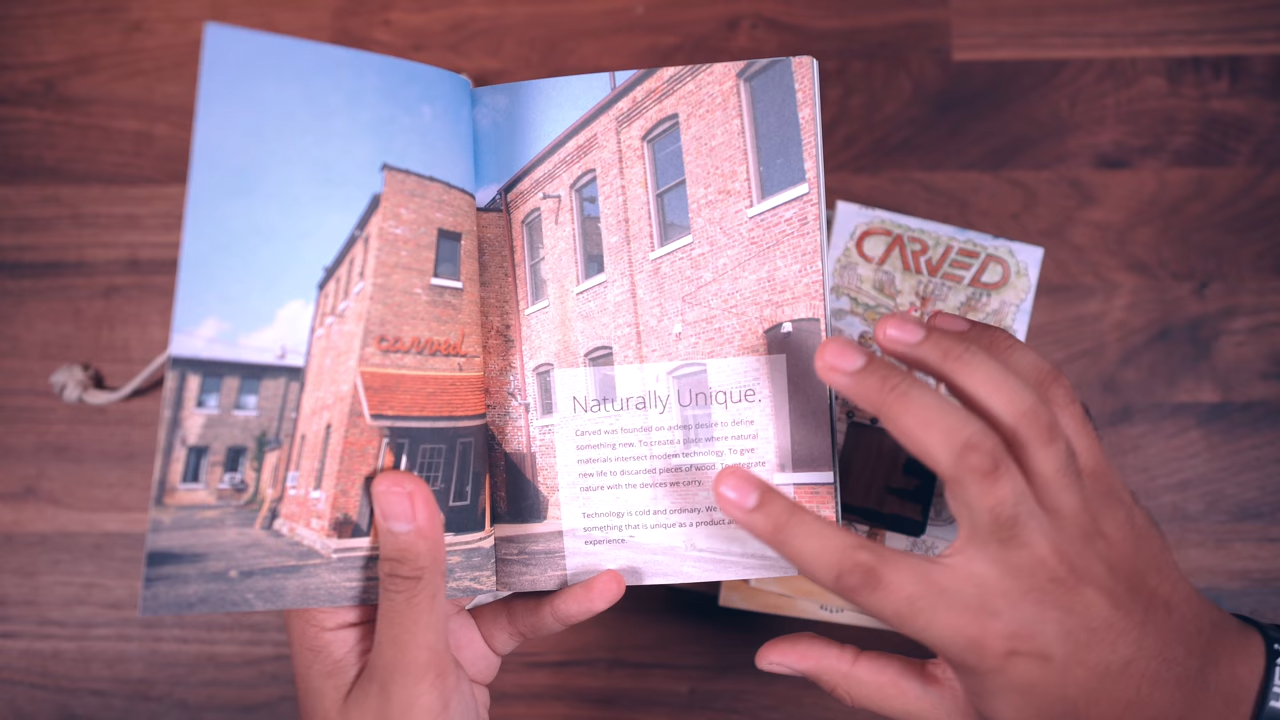 carved
CARVED
Naturally Unique.
Carved was founded on a deep desire to define
something new. To create a place where natural
materials intersect modern technology. To give
new life to discarded pieces of wood. To integrate
nature with the devices we carry.
Technology is cold and ordinary. We
something that is unique as a product
experience.